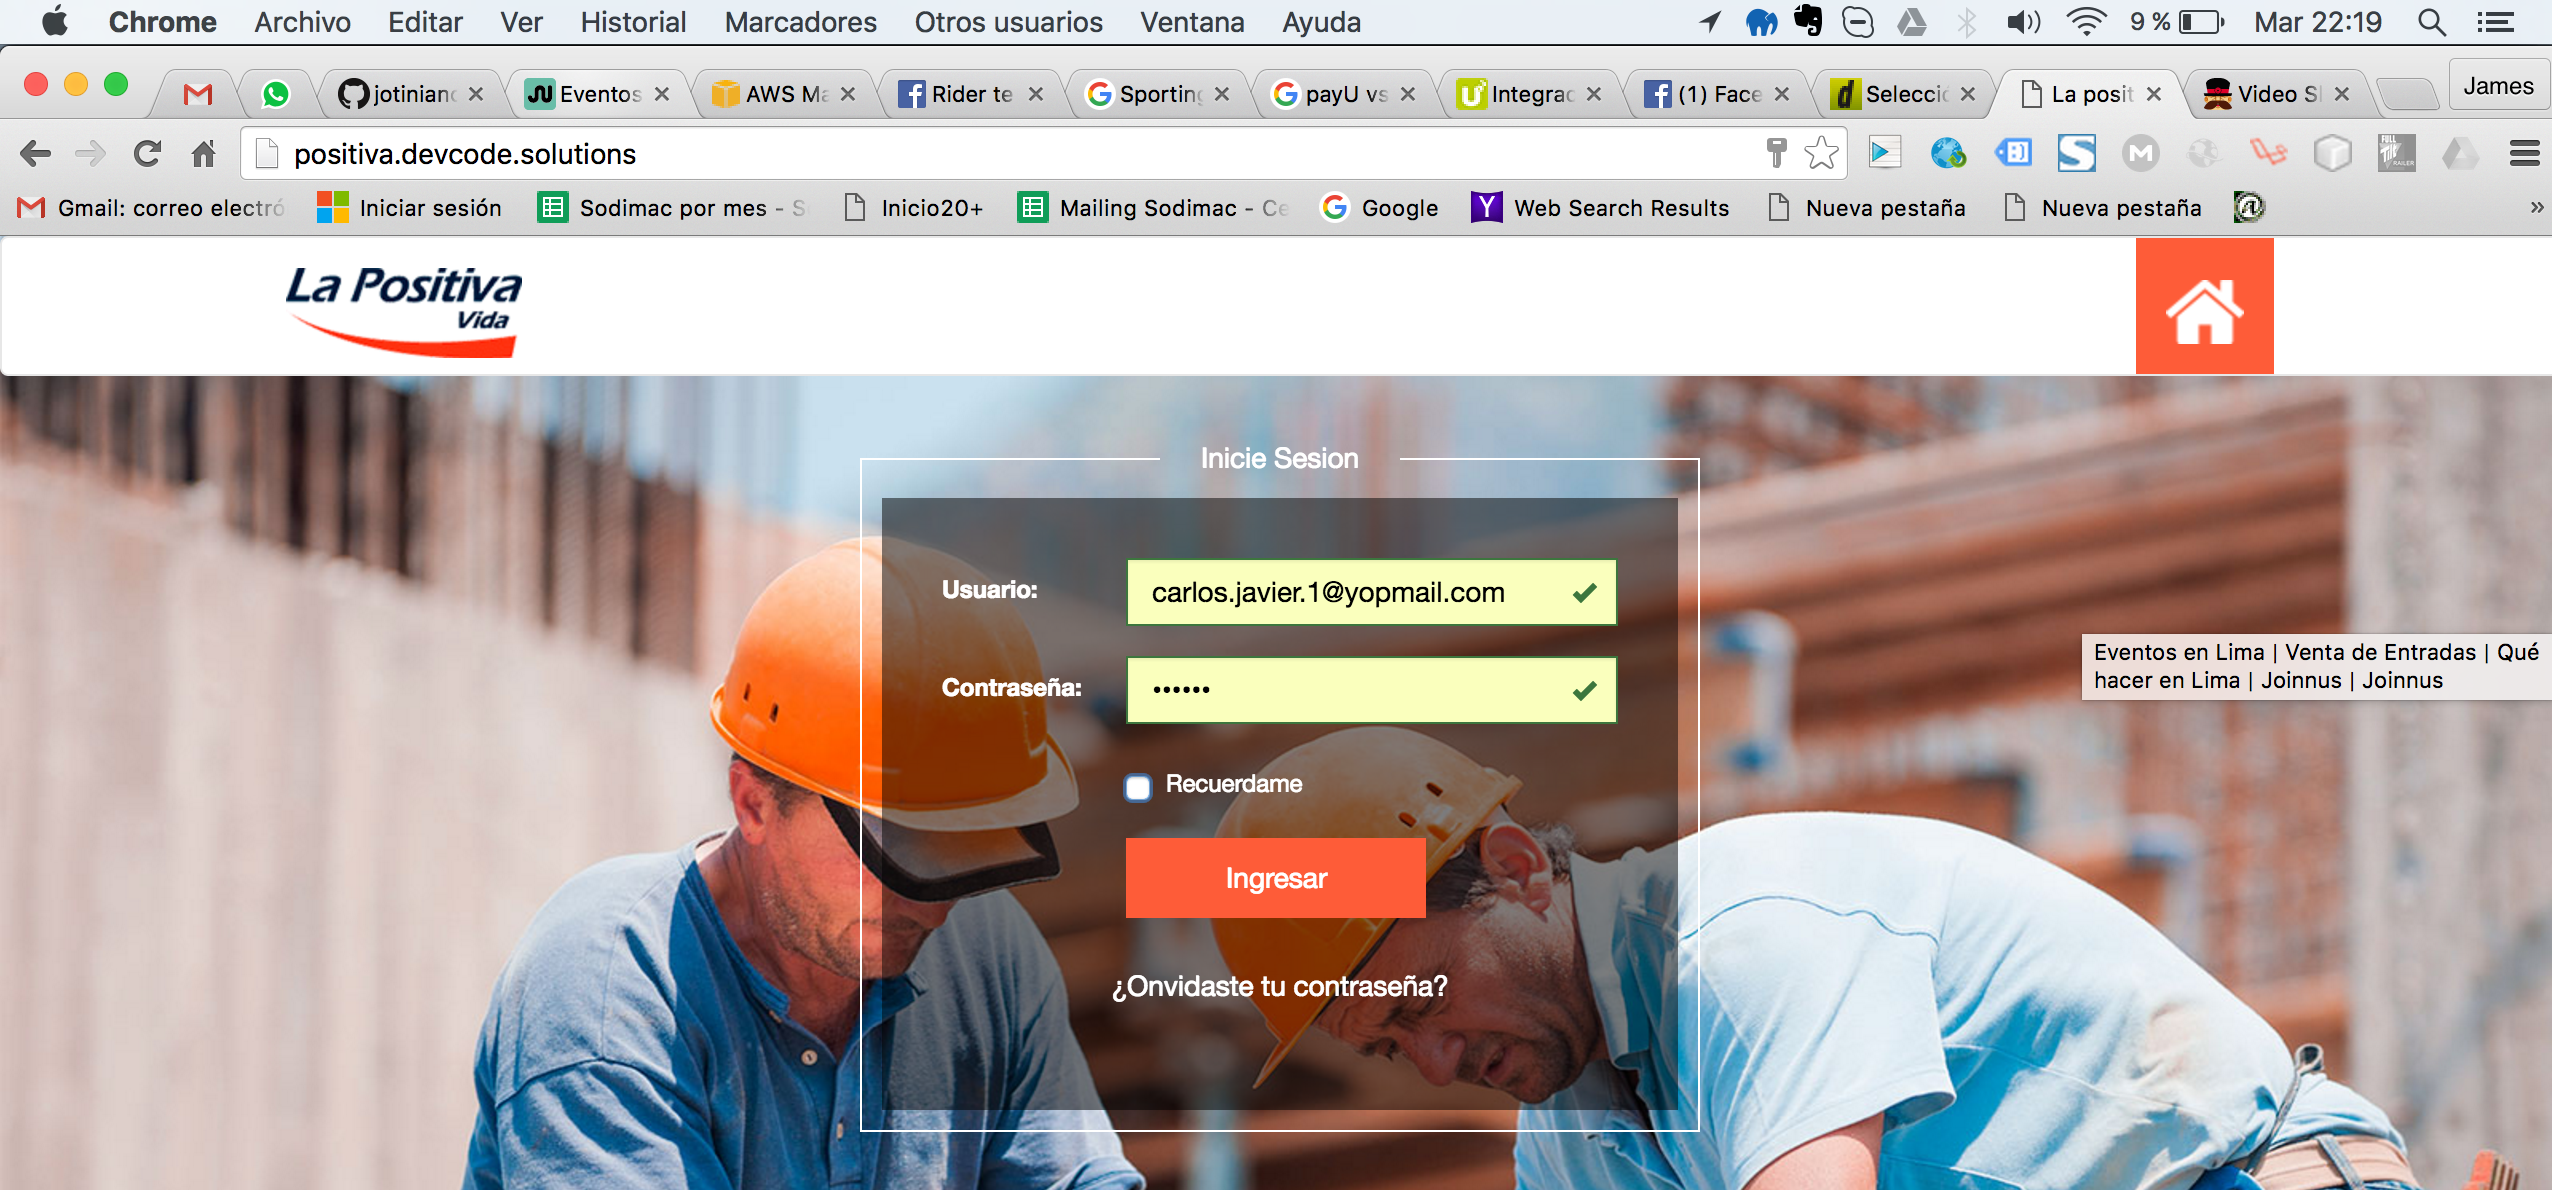 Chrome Archivo Editar Ver Historial Marcadores Otros usuarios Ventana Ayuda 9 % Mar 22:19
jotinianc Eventos AWS Ma Rider te Sporting payU vs Integrac (1) Face Selecció La posit Video Sl James
positiva.devcode.solutions
Gmail: correo electró Iniciar sesión Sodimac por mes - S Inicio20+ Mailing Sodimac - Ce Google Web Search Results Nueva pestaña Nueva pestaña »
La Positiva
Vida
Inicie Sesion
Usuario: carlos.javier.1@yopmail.com
Contraseña: ••••••
Recuerdame
Ingresar
¿Onvidaste tu contraseña?
Eventos en Lima | Venta de Entradas | Qué
hacer en Lima | Joinnus | Joinnus